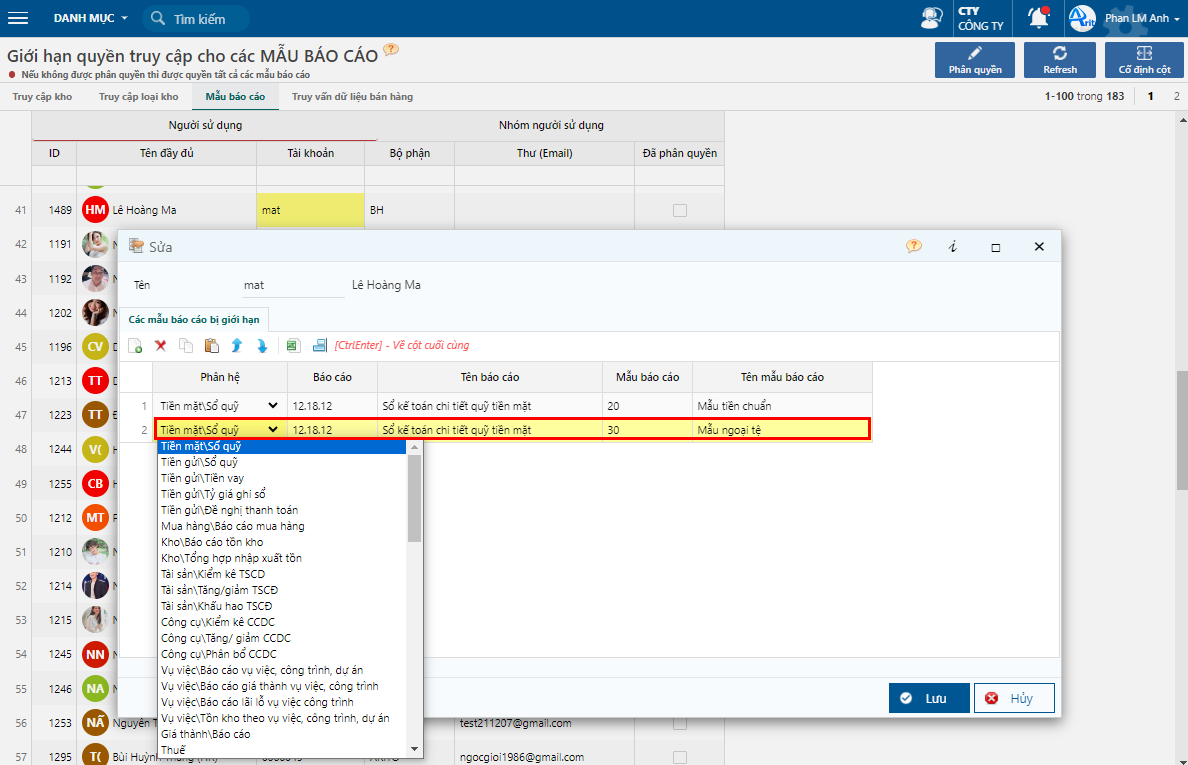 DANH MỤC
Tìm kiếm
CTY
CÔNG TY
Phan LM Anh
Giới hạn quyền truy cập cho các MẪU BÁO CÁO
Nếu không được phân quyền thì được quyền tất cả các mẫu báo cáo
Phân quyền
Refresh
Cố định cột
Truy cập kho
Truy cập loại kho
Mẫu báo cáo
Truy vấn dữ liệu bán hàng
1-100 trong 183
1
2
Người sử dụng
Nhóm người sử dụng
ID
Tên đầy đủ
Tài khoản
Bộ phận
Thư (Email)
Đã phân quyền
41 1489 HM Lê Hoàng Ma mat BH
42 1191
43 1192
44 1202
45 1196 CV
46 1213 TT
47 1223 TT
48 1244 V(
49 1255 CB
50 1212 MT
51 1210
52 1214
53 1215
54 1245 NN
55 1246 NA
56 1253 NÃ Nguyễn T test211207@gmail.com
57 1295 T( ngocgioi1986@gmail.com
Sửa
Tên mat Lê Hoàng Ma
Các mẫu báo cáo bị giới hạn
[CtrlEnter] - Về cột cuối cùng
Phân hệ
Báo cáo
Tên báo cáo
Mẫu báo cáo
Tên mẫu báo cáo
1 Tiền mặt\Sổ quỹ 12.18.12 Sổ kế toán chi tiết quỹ tiền mặt 20 Mẫu tiền chuẩn
2 Tiền mặt\Sổ quỹ 12.18.12 Sổ kế toán chi tiết quỹ tiền mặt 30 Mẫu ngoại tệ
Tiền mặt\Sổ quỹ
Tiền gửi\Sổ quỹ
Tiền gửi\Tiền vay
Tiền gửi\Tỷ giá ghi sổ
Tiền gửi\Đề nghị thanh toán
Mua hàng\Báo cáo mua hàng
Kho\Báo cáo tồn kho
Kho\Tổng hợp nhập xuất tồn
Tài sản\Kiểm kê TSCD
Tài sản\Tăng/giảm TSCĐ
Tài sản\Khấu hao TSCĐ
Công cụ\Kiểm kê CCDC
Công cụ\Tăng/ giảm CCDC
Công cụ\Phân bổ CCDC
Vụ việc\Báo cáo vụ việc, công trình, dự án
Vụ việc\Báo cáo giá thành vụ việc, công trình
Vụ việc\Báo cáo lãi lỗ vụ việc công trình
Vụ việc\Tồn kho theo vụ việc, công trình, dự án
Giá thành\Báo cáo
Thuế
Lưu
Hủy